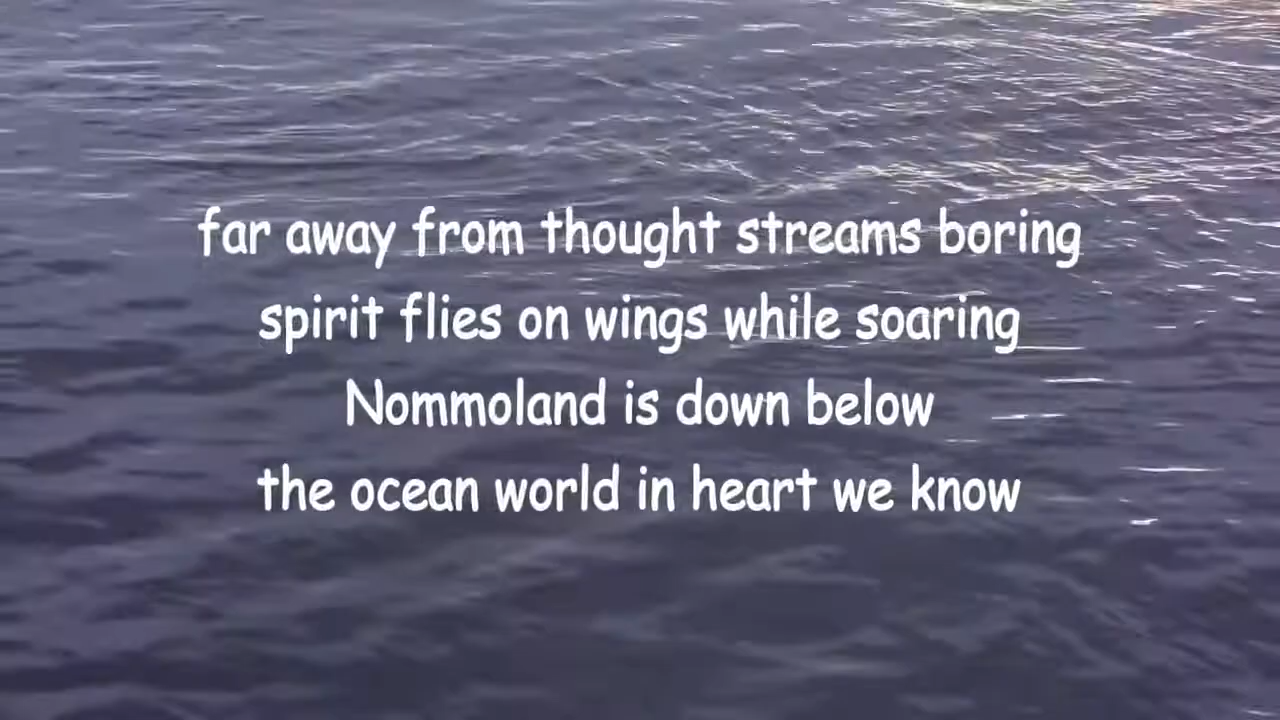 far away from thought streams boring
spirit flies on wings while soaring
Nommoland is down below
the ocean world in heart we know